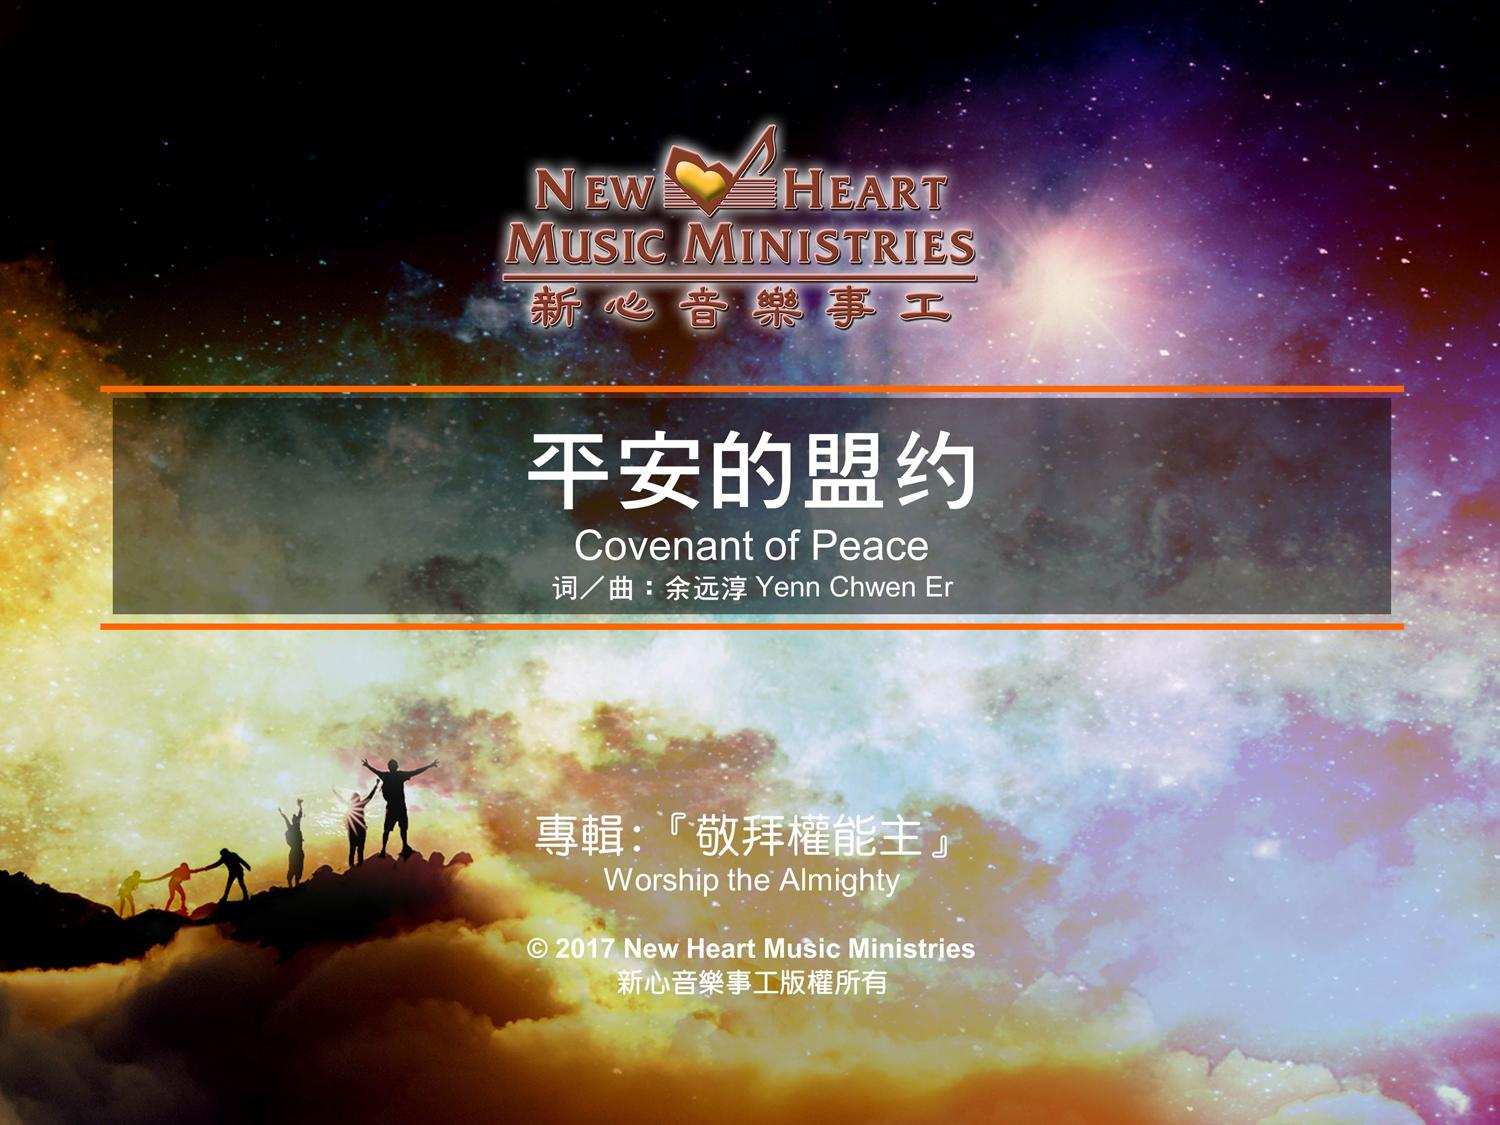 NEW HEART
MUSIC MINISTRIES
新心音樂事工
平安的盟约
Covenant of Peace
词／曲：余远淳 Yenn Chwen Er
專輯：『敬拜權能主』
Worship the Almighty
© 2017 New Heart Music Ministries
新心音樂事工版權所有